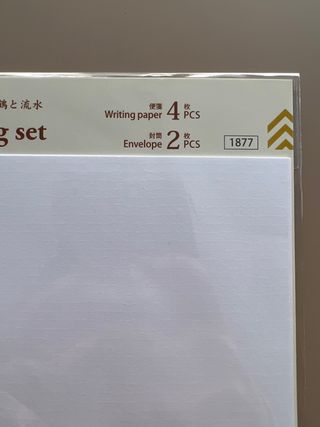 鶴と流水
g set
便箋 枚
Writing paper 4 PCS
封筒 枚
Envelope 2 PCS
1877